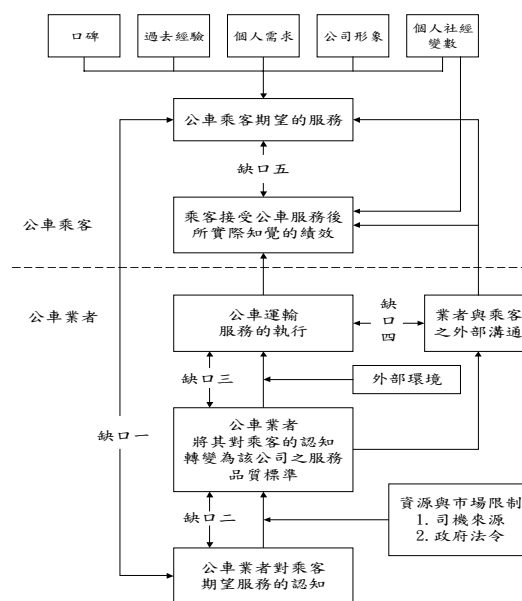 口碑
過去經驗
個人需求
公司形象
個人社經
變數
公車乘客期望的服務
缺口五
公車乘客
乘客接受公車服務後
所實際知覺的績效
公車業者
公車運輸
服務的執行
缺
口
四
業者與乘客
之外部溝通
缺口三
外部環境
缺口一
公車業者
將其對乘客的認知
轉變為該公司之服務
品質標準
缺口二
資源與市場限制
1. 司機來源
2. 政府法令
公車業者對乘客
期望服務的認知